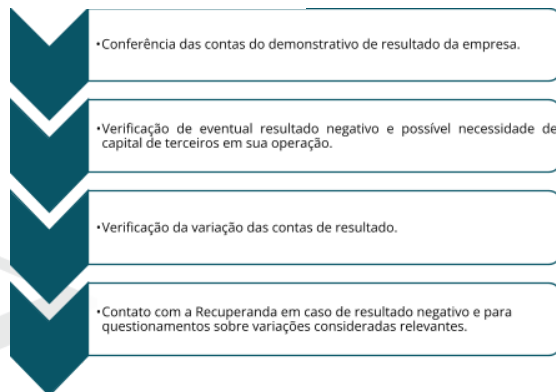 •Conferência das contas do demonstrativo de resultado da empresa.
•Verificação de eventual resultado negativo e possível necessidade de
capital de terceiros em sua operação.
•Verificação da variação das contas de resultado.
•Contato com a Recuperanda em caso de resultado negativo e para
questionamentos sobre variações consideradas relevantes.